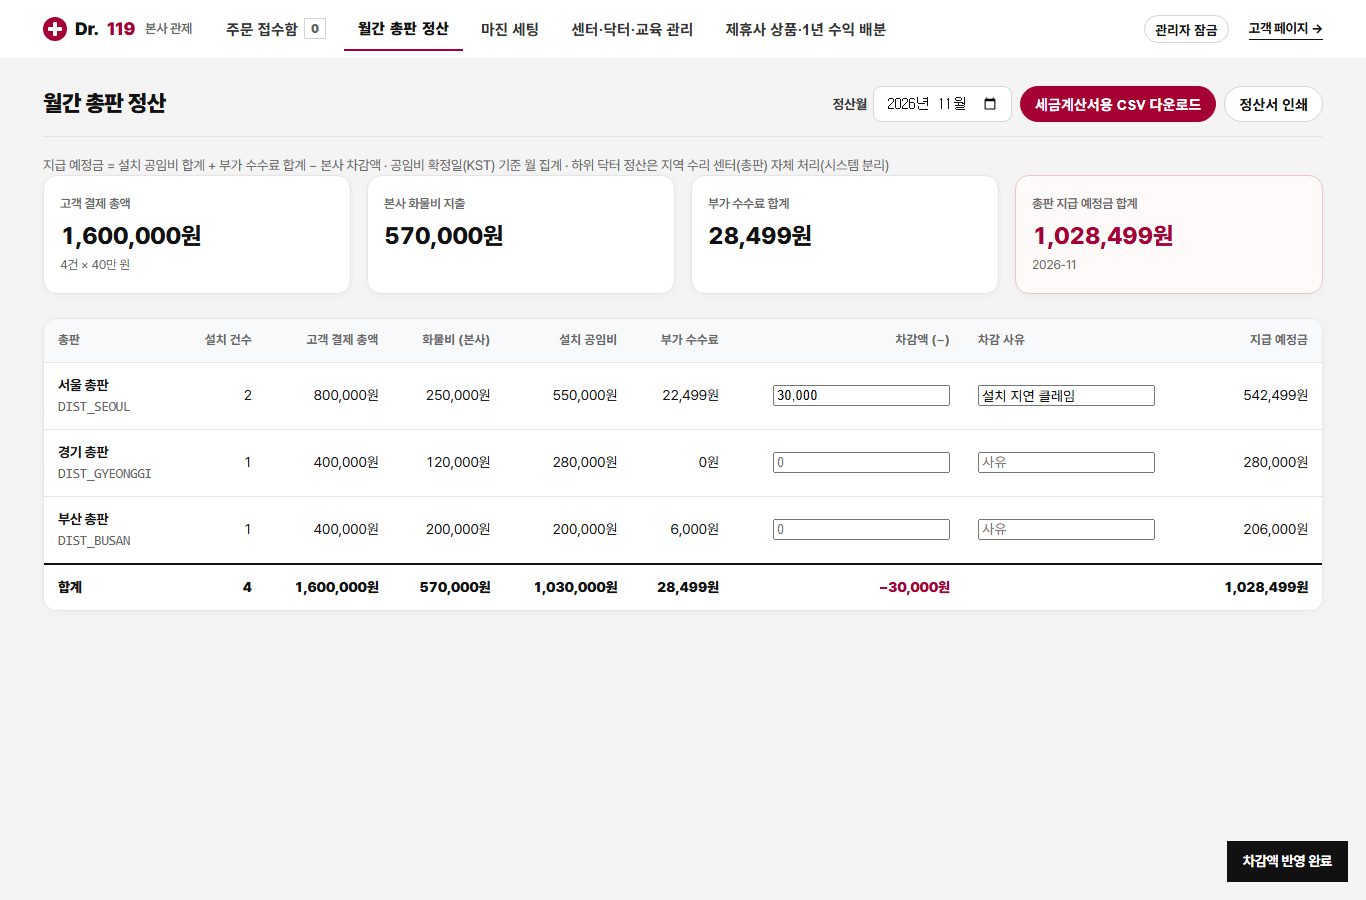 Dr. 119 본사 관제 주문 접수함 0 월간 총판 정산 마진 세팅 센터·닥터·교육 관리 제휴사 상품·1년 수익 배분 관리자 잠금 고객 페이지 →
월간 총판 정산 정산월 2026년 11월 세금계산서용 CSV 다운로드 정산서 인쇄
지급 예정금 = 설치 공임비 합계 + 부가 수수료 합계 − 본사 차감액 · 공임비 확정일(KST) 기준 월 집계 · 하위 닥터 정산은 지역 수리 센터(총판) 자체 처리(시스템 분리)
고객 결제 총액
1,600,000원
4건 × 40만 원
본사 화물비 지출
570,000원
부가 수수료 합계
28,499원
총판 지급 예정금 합계
1,028,499원
2026-11
총판 설치 건수 고객 결제 총액 화물비 (본사) 설치 공임비 부가 수수료 차감액 (−) 차감 사유 지급 예정금
서울 총판
DIST_SEOUL
2 800,000원 250,000원 550,000원 22,499원 30,000 설치 지연 클레임 542,499원
경기 총판
DIST_GYEONGGI
1 400,000원 120,000원 280,000원 0원 0 사유 280,000원
부산 총판
DIST_BUSAN
1 400,000원 200,000원 200,000원 6,000원 0 사유 206,000원
합계 4 1,600,000원 570,000원 1,030,000원 28,499원 −30,000원 1,028,499원
차감액 반영 완료